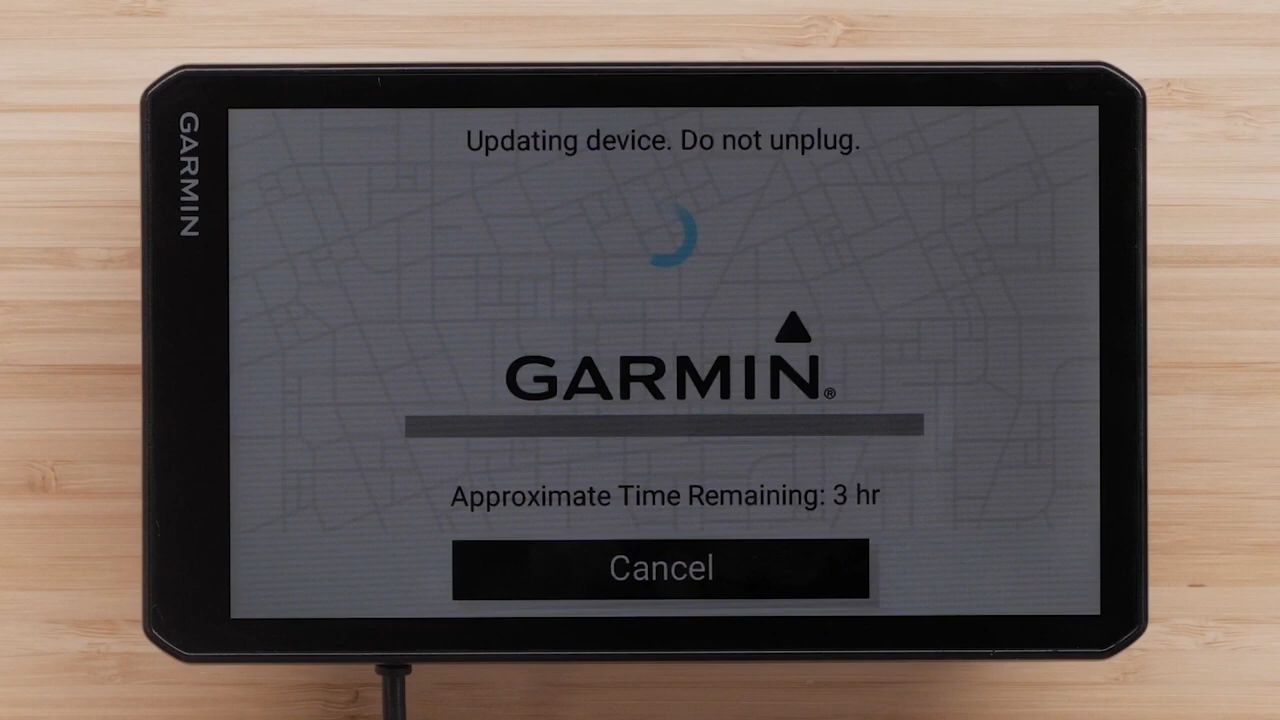 GARMIN
Updating device. Do not unplug.
GARMIN®
Approximate Time Remaining: 3 hr
Cancel